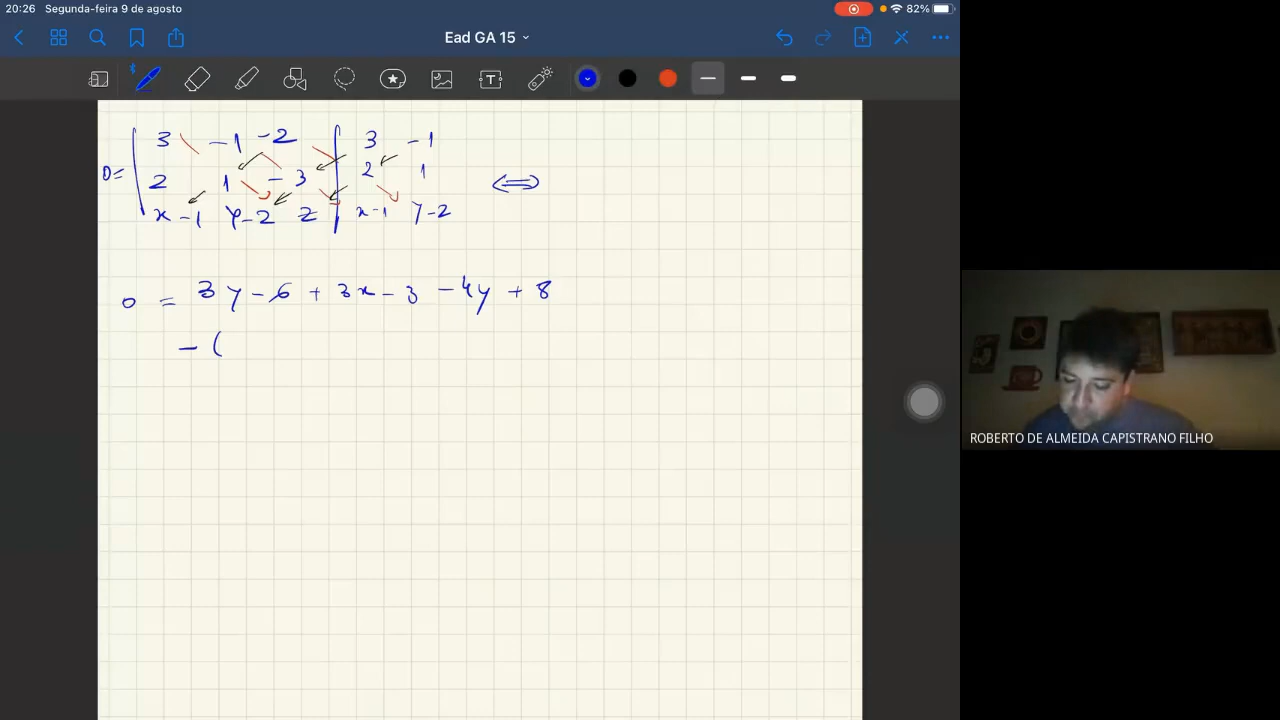 20:26 Segunda-feira 9 de agosto
82%
Ead GA 15
T
3 -1 -2 3 -1
0= 2 1 -3 2 1 ⟺
x-1 y-2 z x-1 y-2
0 = 3y - 6 + 3x - 3 - 4y + 8
- (
ROBERTO DE ALMEIDA CAPISTRANO FILHO